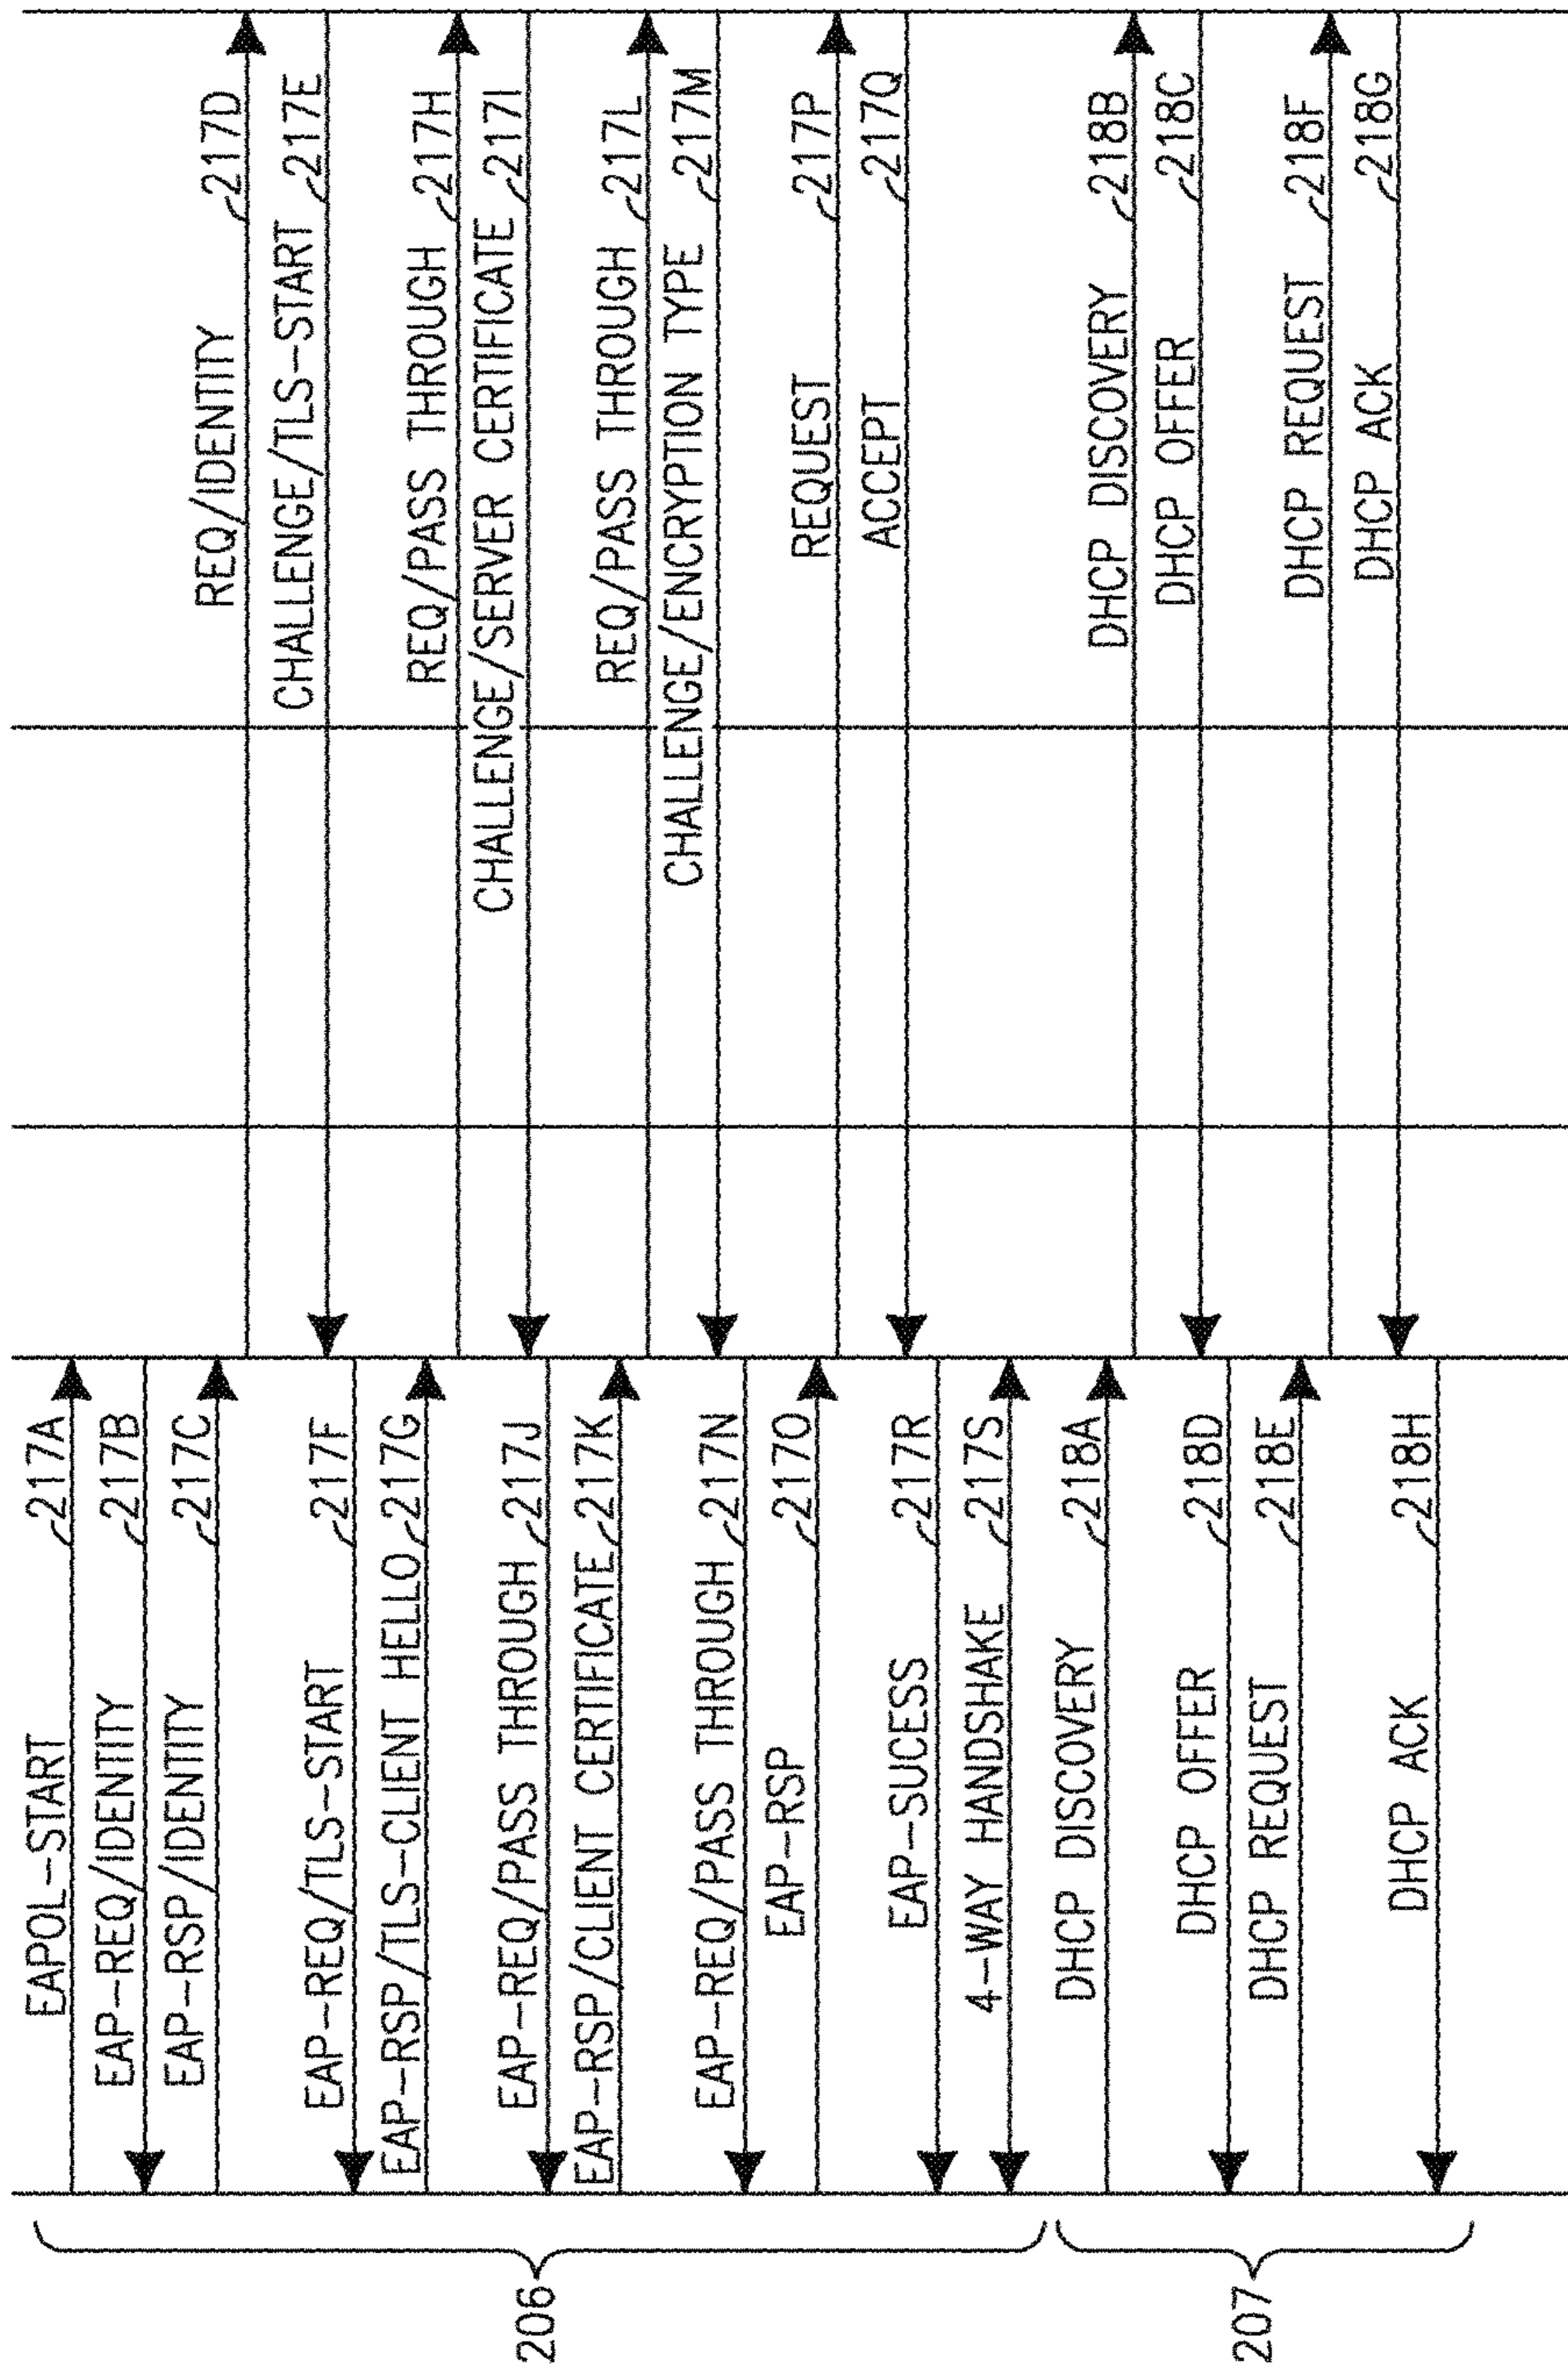 206
EAPOL-START 217A
EAP-REQ/IDENTITY 217B
EAP-RSP/IDENTITY 217C
REQ/IDENTITY 217D
CHALLENGE/TLS-START 217E
EAP-REQ/TLS-START 217F
EAP-RSP/TLS-CLIENT HELLO 217G
REQ/PASS THROUGH 217H
CHALLENGE/SERVER CERTIFICATE 217I
EAP-REQ/PASS THROUGH 217J
EAP-RSP/CLIENT CERTIFICATE 217K
REQ/PASS THROUGH 217L
CHALLENGE/ENCRYPTION TYPE 217M
EAP-REQ/PASS THROUGH 217N
EAP-RSP 217O
REQUEST 217P
ACCEPT 217Q
EAP-SUCESS 217R
4-WAY HANDSHAKE 217S
207
DHCP DISCOVERY 218A
DHCP DISCOVERY 218B
DHCP OFFER 218C
DHCP OFFER 218D
DHCP REQUEST 218E
DHCP REQUEST 218F
DHCP ACK 218G
DHCP ACK 218H